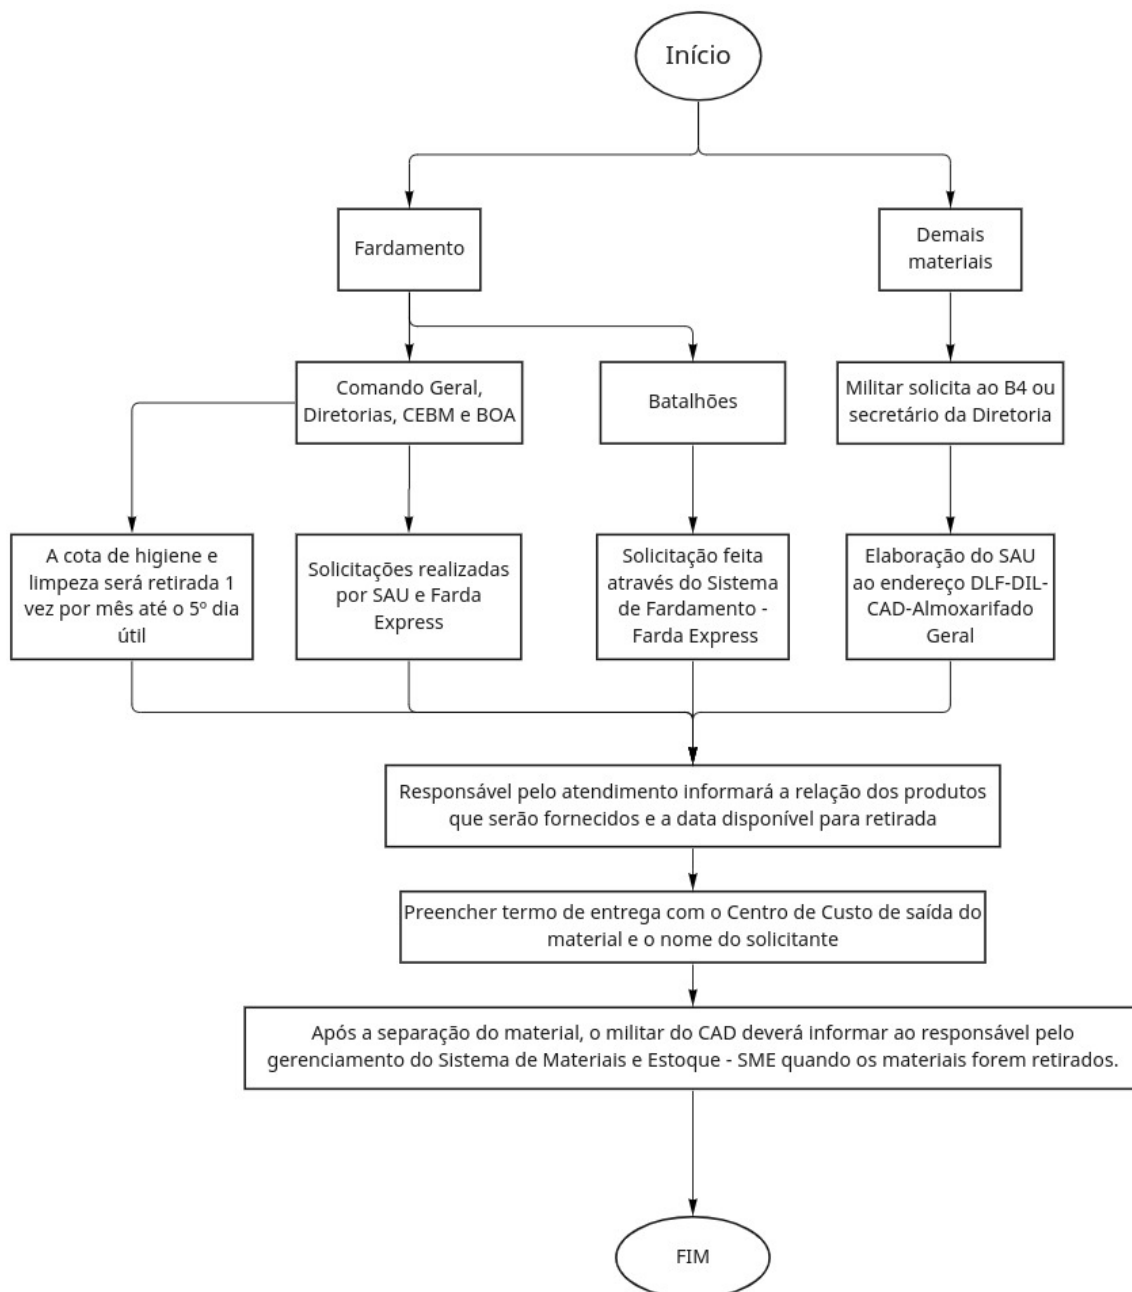 Início
Fardamento
Demais
materiais
Comando Geral,
Diretorias, CEBM e BOA
Batalhões
Militar solicita ao B4 ou
secretário da Diretoria
A cota de higiene e
limpeza será retirada 1
vez por mês até o 5º dia
útil
Solicitações realizadas
por SAU e Farda
Express
Solicitação feita
através do Sistema
de Fardamento -
Farda Express
Elaboração do SAU
ao endereço DLF-DIL-
CAD-Almoxarifado
Geral
Responsável pelo atendimento informará a relação dos produtos
que serão fornecidos e a data disponível para retirada
Preencher termo de entrega com o Centro de Custo de saída do
material e o nome do solicitante
Após a separação do material, o militar do CAD deverá informar ao responsável pelo
gerenciamento do Sistema de Materiais e Estoque - SME quando os materiais forem retirados.
FIM